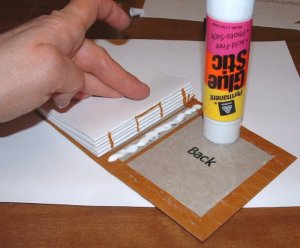 Acid-Free
Photo-Safe
Glue
Stic
Permanent
Back